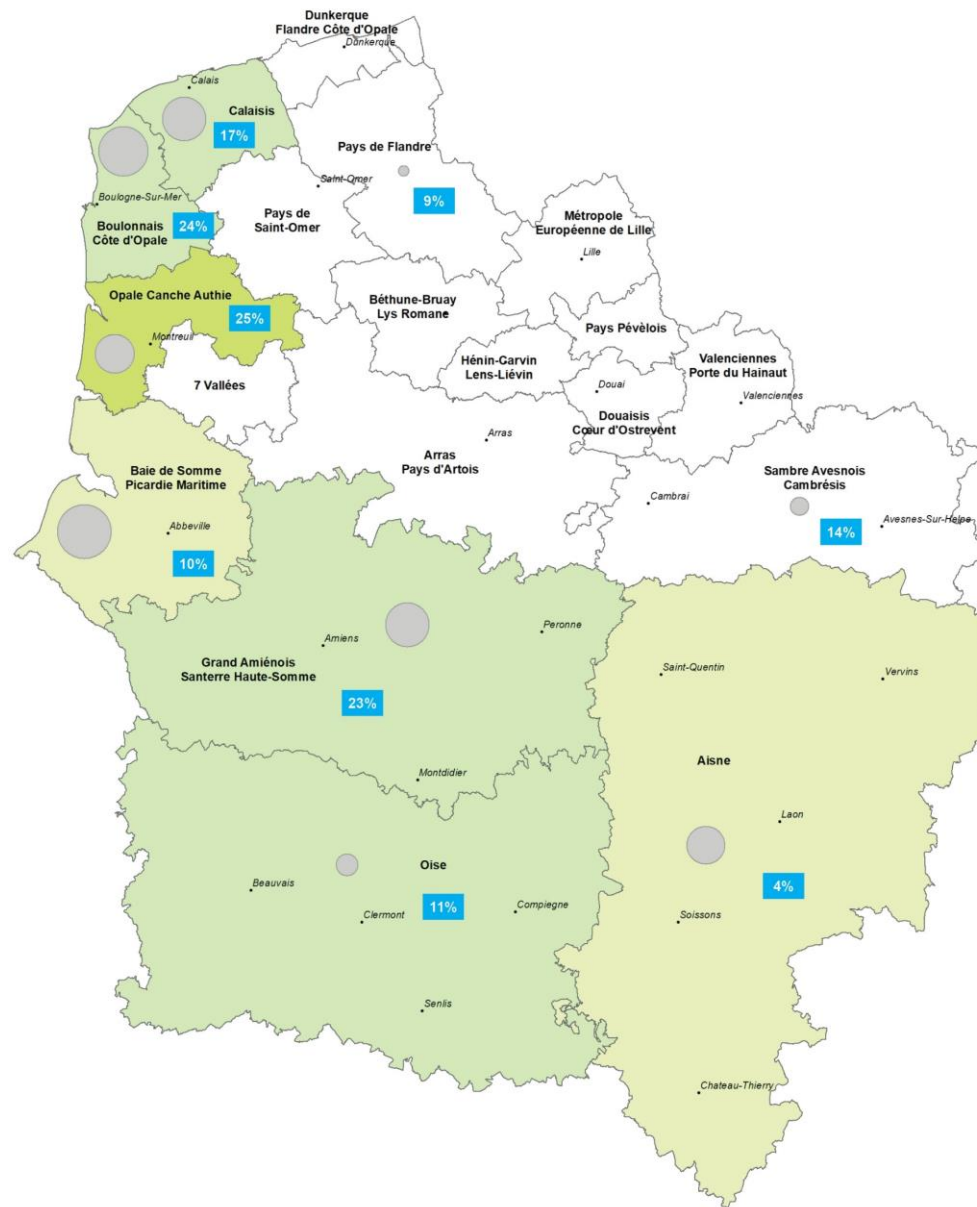 Dunkerque
Flandre Côte d'Opale
Dunkerque
Calais
Calaisis
17%
Pays de Flandre
9%
Saint-Omer
Pays de
Saint-Omer
Boulogne-Sur-Mer
Boulonnais
Côte d'Opale
24%
Métropole
Européenne de Lille
Lille
Opale Canche Authie
25%
Montreuil
Béthune-Bruay
Lys Romane
Pays Pévèlois
Hénin-Carvin
Lens-Liévin
Valenciennes
Porte du Hainaut
Valenciennes
7 Vallées
Douai
Douaisis
Cœur d'Ostrevent
Arras
Arras
Pays d'Artois
Baie de Somme
Picardie Maritime
Abbeville
10%
Sambre Avesnois
Cambrésis
Cambrai
Avesnes-Sur-Helpe
14%
Amiens
Peronne
Grand Amiénois
Santerre Haute-Somme
23%
Saint-Quentin
Vervins
Montdidier
Aisne
Laon
4%
Soissons
Oise
Beauvais
11%
Clermont
Compiegne
Senlis
Chateau-Thierry